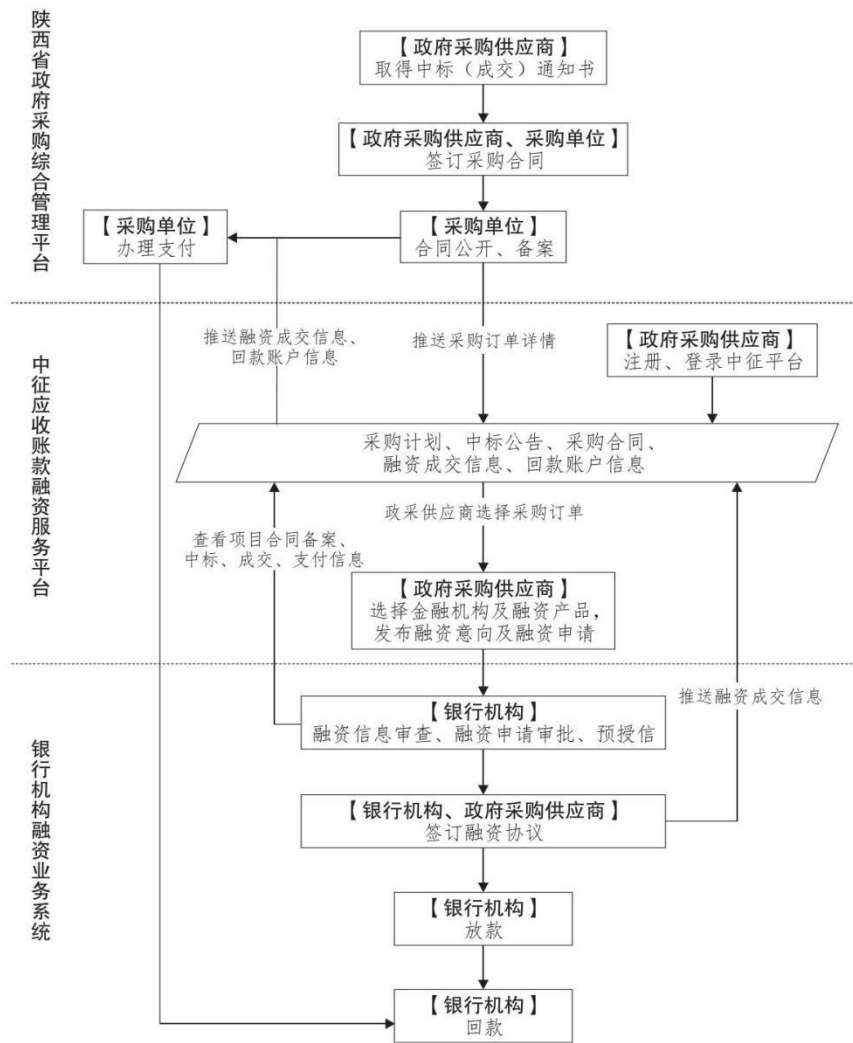 陕西省政府采购综合管理平台
【政府采购供应商】
取得中标（成交）通知书
【政府采购供应商、采购单位】
签订采购合同
【采购单位】
办理支付
【采购单位】
合同公开、备案
中征应收账款融资服务平台
推送融资成交信息、
回款账户信息
推送采购订单详情
【政府采购供应商】
注册、登录中征平台
采购计划、中标公告、采购合同、
融资成交信息、回款账户信息
政采供应商选择采购订单
查看项目合同备案、
中标、成交、支付信息
【政府采购供应商】
选择金融机构及融资产品，
发布融资意向及融资申请
银行机构融资业务系统
【银行机构】
融资信息审查、融资申请审批、预授信
推送融资成交信息
【银行机构、政府采购供应商】
签订融资协议
【银行机构】
放款
【银行机构】
回款